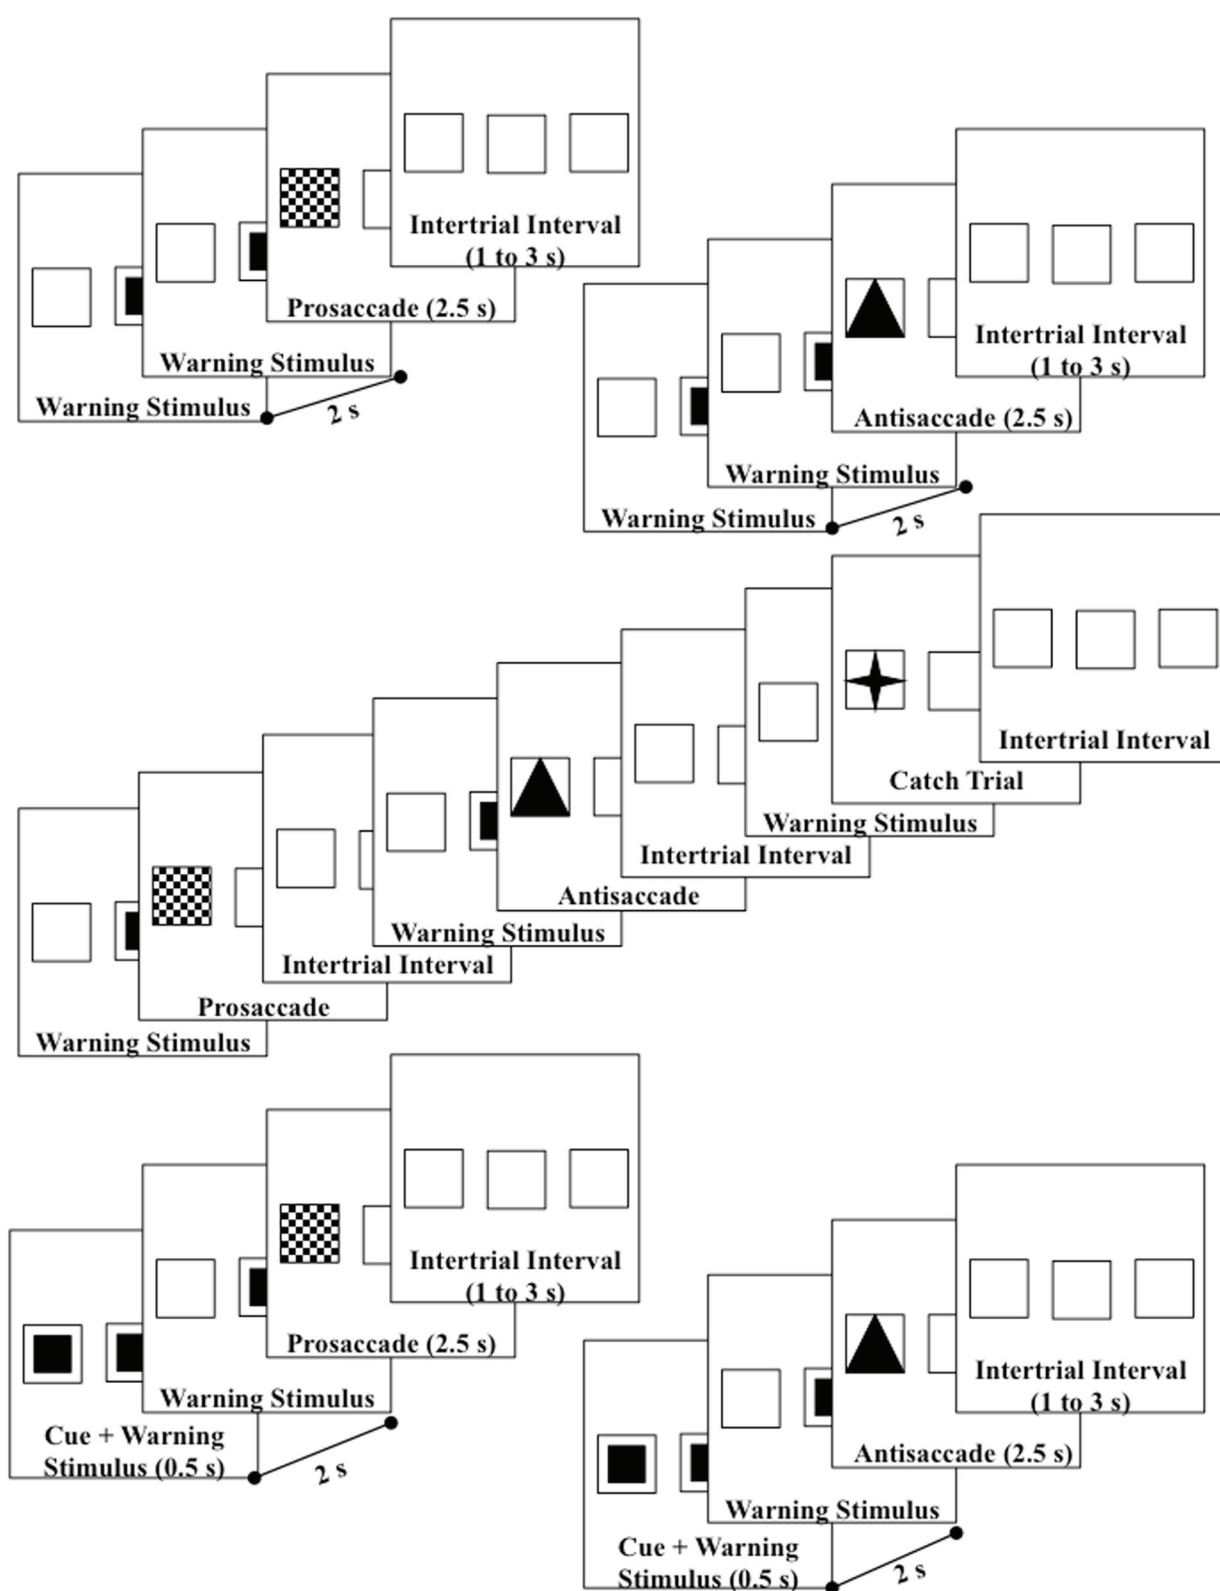 Intertrial Interval
(1 to 3 s)
Prosaccade (2.5 s)
Warning Stimulus
Warning Stimulus
2 s
Intertrial Interval
(1 to 3 s)
Antisaccade (2.5 s)
Warning Stimulus
Warning Stimulus
2 s
Intertrial Interval
Catch Trial
Warning Stimulus
Intertrial Interval
Antisaccade
Warning Stimulus
Intertrial Interval
Prosaccade
Warning Stimulus
Intertrial Interval
(1 to 3 s)
Prosaccade (2.5 s)
Warning Stimulus
Cue + Warning
Stimulus (0.5 s)
2 s
Intertrial Interval
(1 to 3 s)
Antisaccade (2.5 s)
Warning Stimulus
Cue + Warning
Stimulus (0.5 s)
2 s